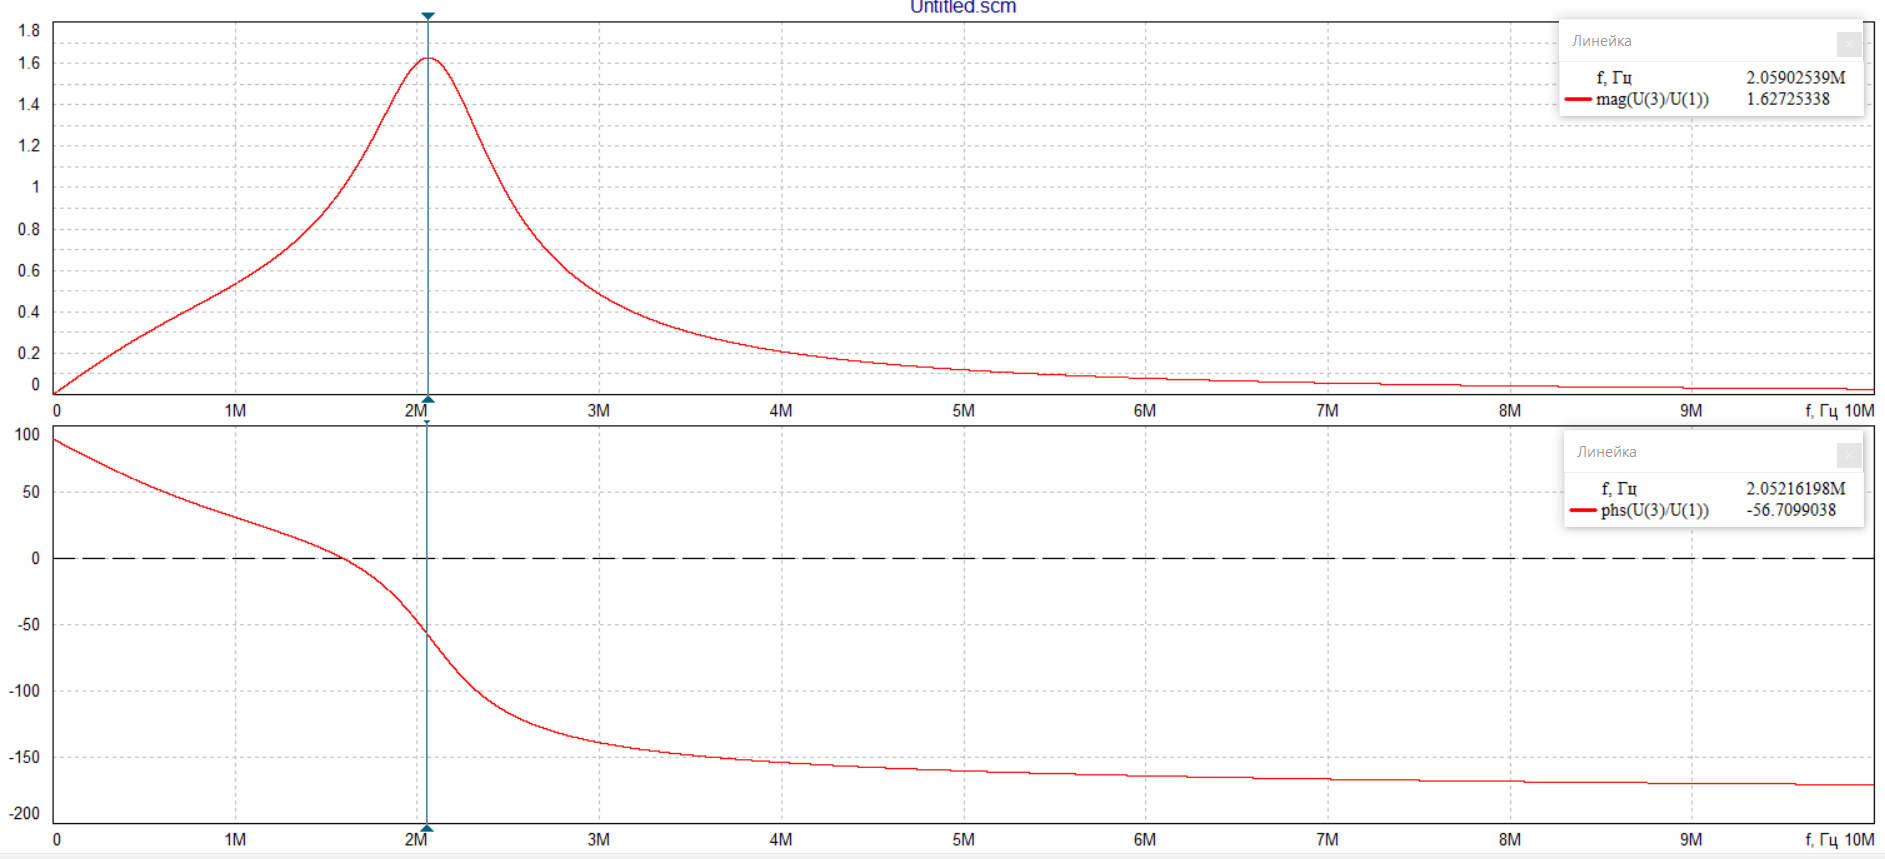 Untitled.scm
1.8
1.6
1.4
1.2
1
0.8
0.6
0.4
0.2
0
0 1M 2M 3M 4M 5M 6M 7M 8M 9M f, Гц 10M
Линейка
f, Гц 2.05902539M
mag(U(3)/U(1)) 1.62725338
100
50
0
-50
-100
-150
-200
0 1M 2M 3M 4M 5M 6M 7M 8M 9M f, Гц 10M
Линейка
f, Гц 2.05216198M
phs(U(3)/U(1)) -56.7099038